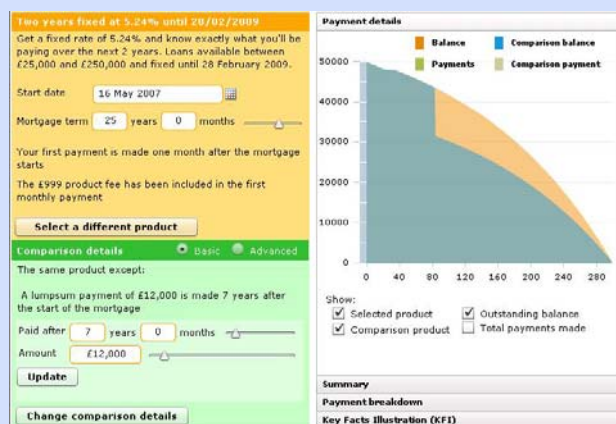 Two years fixed at 5.24% until 28/02/2009
Get a fixed rate of 5.24% and know exactly what you'll be
paying over the next 2 years. Loans available between
£25,000 and £250,000 and fixed until 28 February 2009.
Start date 16 May 2007
Mortgage term 25 years 0 months
Your first payment is made one month after the mortgage
starts
The £999 product fee has been included in the first
monthly payment
Select a different product
Comparison details Basic Advanced
The same product except:
A lumpsum payment of £12,000 is made 7 years after
the start of the mortgage
Paid after 7 years 0 months
Amount £12,000
Update
Change comparison details
Payment details
Balance Comparison balance
Payments Comparison payment
50000
40000
30000
20000
10000
0
0 40 80 120 160 200 240 280
Show:
Selected product Outstanding balance
Comparison product Total payments made
Summary
Payment breakdown
Key Facts Illustration (KFI)